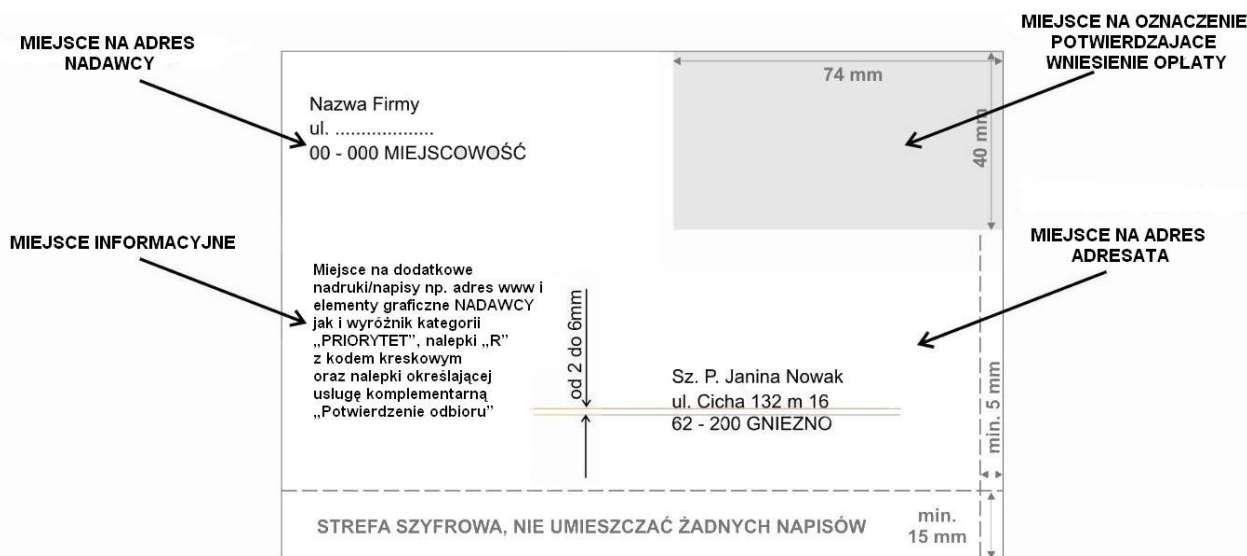 MIEJSCE NA ADRES
NADAWCY
MIEJSCE NA OZNACZENIE
POTWIERDZAJACE
WNIESIENIE OPŁATY
74 mm
40 mm
Nazwa Firmy
ul. ...................
00 - 000 MIEJSCOWOŚĆ
MIEJSCE INFORMACYJNE
MIEJSCE NA ADRES
ADRESATA
Miejsce na dodatkowe
nadruki/napisy np. adres www i
elementy graficzne NADAWCY
jak i wyróżnik kategorii
„PRIORYTET”, nalepki „R”
z kodem kreskowym
oraz nalepki określającej
usługę komplementarną
„Potwierdzenie odbioru”
od 2 do 6mm
Sz. P. Janina Nowak
ul. Cicha 132 m 16
62 - 200 GNIEZNO
min. 5 mm
STREFA SZYFROWA, NIE UMIESZCZAĆ ŻADNYCH NAPISÓW
min.
15 mm